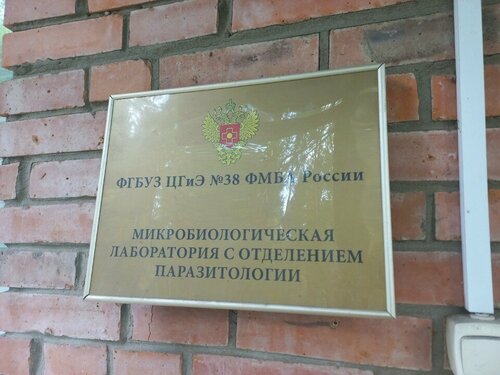 ФГБУЗ ЦГиЭ №38 ФМБА России
МИКРОБИОЛОГИЧЕСКАЯ
ЛАБОРАТОРИЯ С ОТДЕЛЕНИЕМ
ПАРАЗИТОЛОГИИ